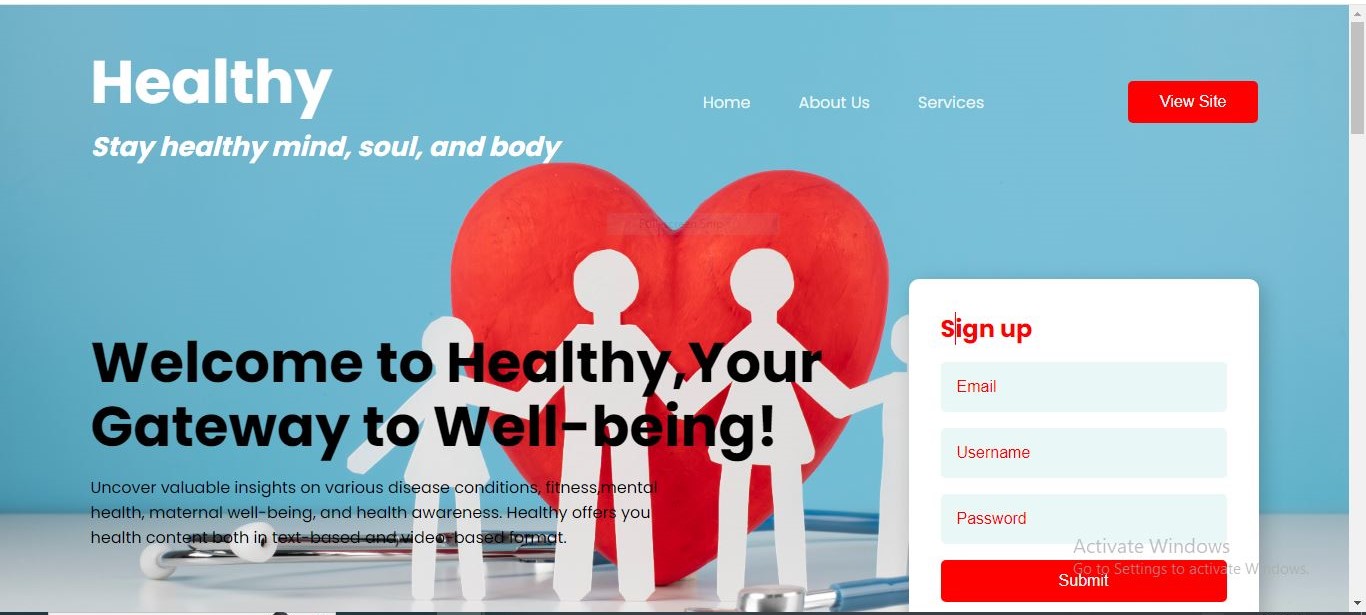 Healthy
Stay healthy mind, soul, and body
Home
About Us
Services
View Site
Welcome to Healthy,Your
Gateway to Well-being!
Uncover valuable insights on various disease conditions, fitness,mental
health, maternal well-being, and health awareness. Healthy offers you
health content both in text-based and,video-based format.
Sign up
Email
Username
Password
Submit
Activate Windows
Go to Settings to activate Windows.